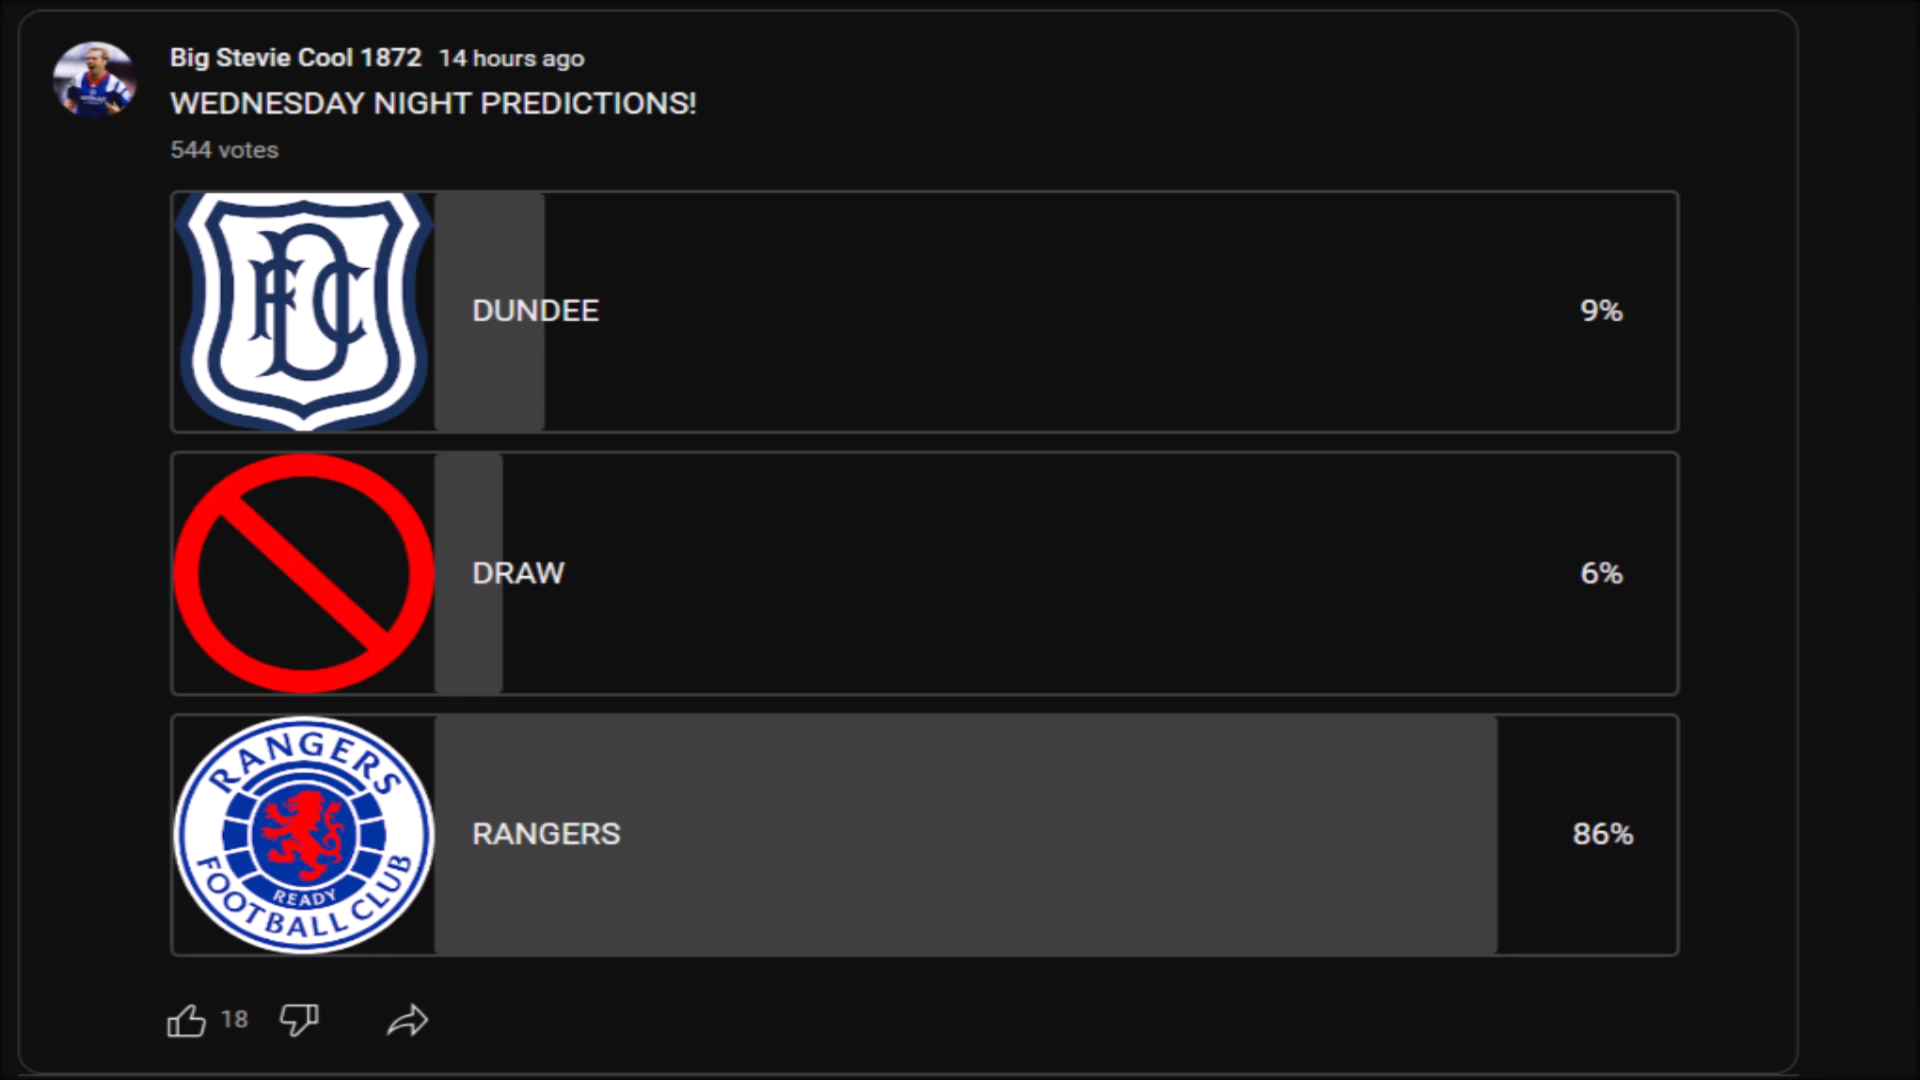 Big Stevie Cool 1872 14 hours ago
WEDNESDAY NIGHT PREDICTIONS!
544 votes
DFC
DUNDEE
9%
DRAW
6%
RANGERS
FOOTBALL CLUB
READY
RANGERS
86%
18